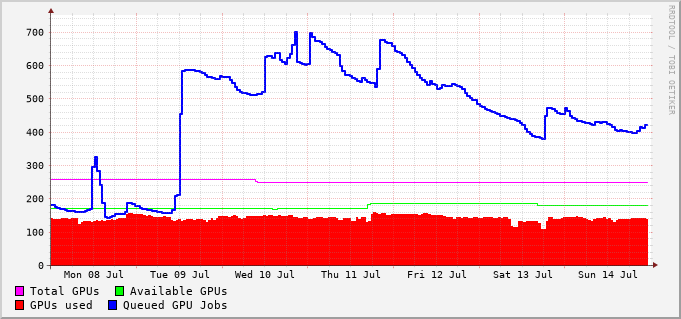 RRDTOOL / TOBI OETIKER
700
600
500
400
300
200
100
0
Mon 08 Jul Tue 09 Jul Wed 10 Jul Thu 11 Jul Fri 12 Jul Sat 13 Jul Sun 14 Jul
Total GPUs Available GPUs
GPUs used Queued GPU Jobs